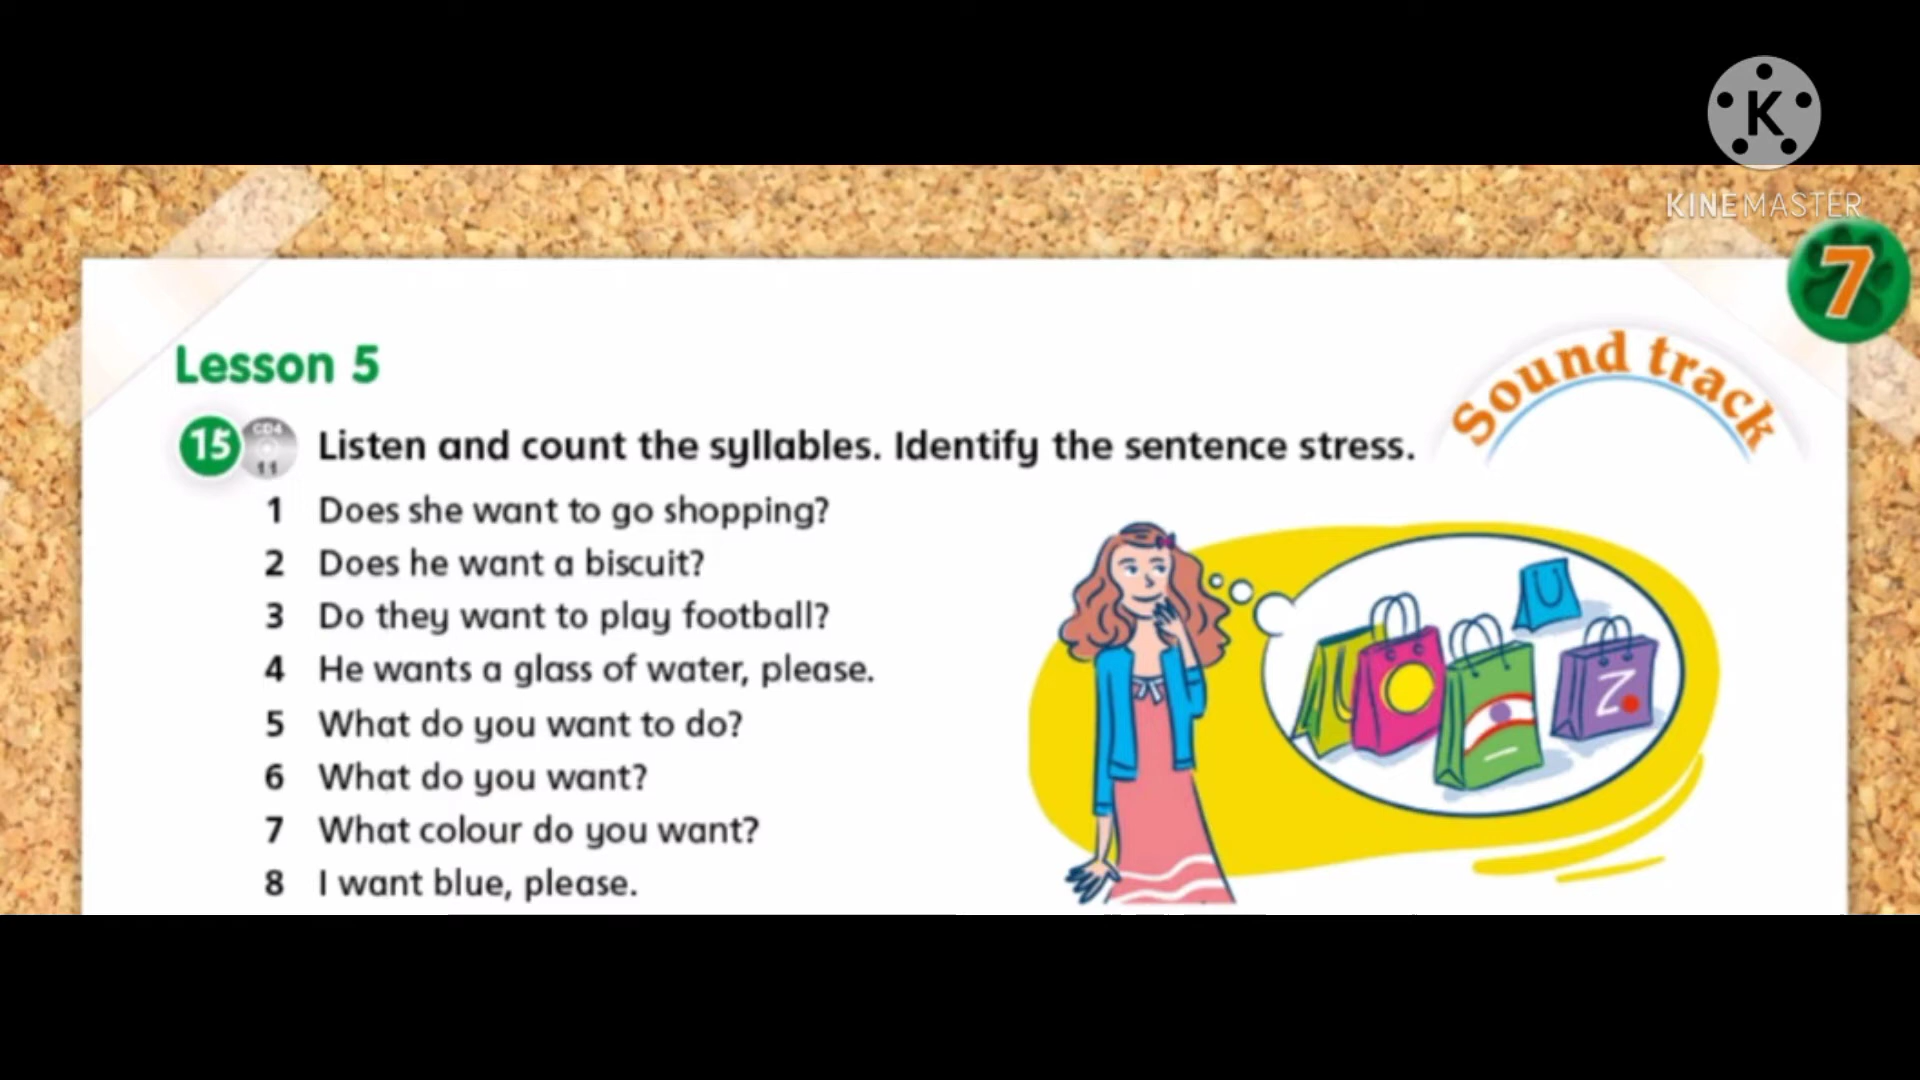 K
KINEMASTER
7
Lesson 5
Sound track
15 CD4 11 Listen and count the syllables. Identify the sentence stress.
1 Does she want to go shopping?
2 Does he want a biscuit?
3 Do they want to play football?
4 He wants a glass of water, please.
5 What do you want to do?
6 What do you want?
7 What colour do you want?
8 I want blue, please.
Z